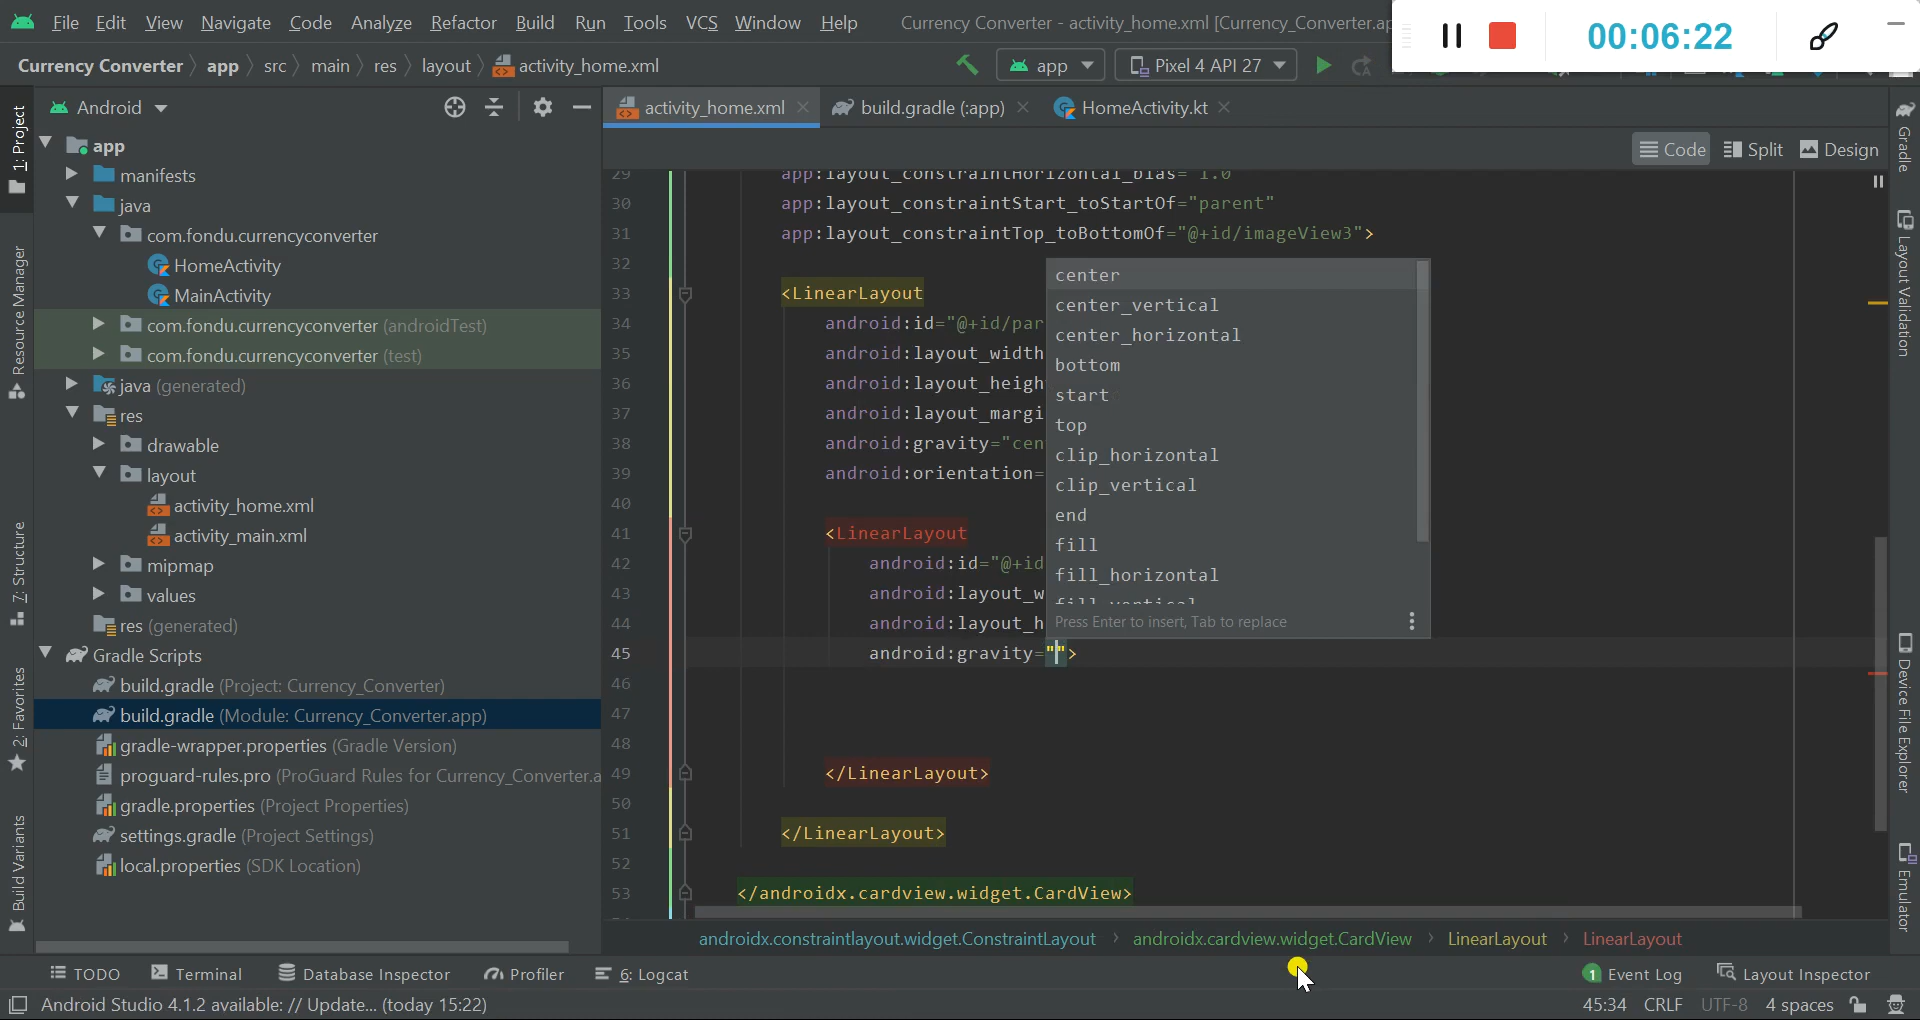 File Edit View Navigate Code Analyze Refactor Build Run Tools VCS Window Help Currency Converter - activity_home.xml [Currency_Converter.ap
00:06:22
Currency Converter app src main res layout activity_home.xml app Pixel 4 API 27
Android
activity_home.xml build.gradle (:app) HomeActivity.kt
Code Split Design
1: Project
Resource Manager
7: Structure
2: Favorites
Build Variants
app
manifests
java
com.fondu.currencyconverter
HomeActivity
MainActivity
com.fondu.currencyconverter (androidTest)
com.fondu.currencyconverter (test)
java (generated)
res
drawable
layout
activity_home.xml
activity_main.xml
mipmap
values
res (generated)
Gradle Scripts
build.gradle (Project: Currency_Converter)
build.gradle (Module: Currency_Converter.app)
gradle-wrapper.properties (Gradle Version)
proguard-rules.pro (ProGuard Rules for Currency_Converter.a
gradle.properties (Project Properties)
settings.gradle (Project Settings)
local.properties (SDK Location)
29 app:layout_constraintHorizontal_bias="1.0"
30 app:layout_constraintStart_toStartOf="parent"
31 app:layout_constraintTop_toBottomOf="@+id/imageView3">
32
33 <LinearLayout
34 android:id="@+id/par
35 android:layout_width
36 android:layout_heigh
37 android:layout_margi
38 android:gravity="cen
39 android:orientation=
40
41 <LinearLayout
42 android:id="@+id
43 android:layout_w
44 android:layout_h
45 android:gravity="">
46
47
48
49 </LinearLayout>
50
51 </LinearLayout>
52
53 </androidx.cardview.widget.CardView>
center
center_vertical
center_horizontal
bottom
start
top
clip_horizontal
clip_vertical
end
fill
fill_horizontal
fill_vertical
Press Enter to insert, Tab to replace
androidx.constraintlayout.widget.ConstraintLayout androidx.cardview.widget.CardView LinearLayout LinearLayout
Gradle
Layout Validation
Device File Explorer
Emulator
TODO Terminal Database Inspector Profiler 6: Logcat 1 Event Log Layout Inspector
Android Studio 4.1.2 available: // Update... (today 15:22) 45:34 CRLF UTF-8 4 spaces